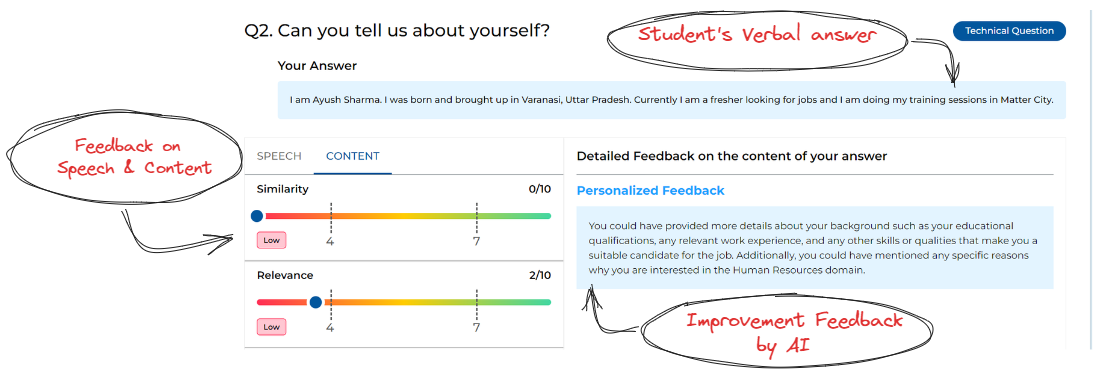 Q2. Can you tell us about yourself?
Student's Verbal answer
Technical Question
Your Answer
I am Ayush Sharma. I was born and brought up in Varanasi, Uttar Pradesh. Currently I am a fresher looking for jobs and I am doing my training sessions in Matter City.
Feedback on
Speech & Content
SPEECH
CONTENT
Similarity
0/10
4
7
Low
Relevance
2/10
4
7
Low
Detailed Feedback on the content of your answer
Personalized Feedback
You could have provided more details about your background such as your educational
qualifications, any relevant work experience, and any other skills or qualities that make you a
suitable candidate for the job. Additionally, you could have mentioned any specific reasons
why you are interested in the Human Resources domain.
Improvement Feedback
by AI